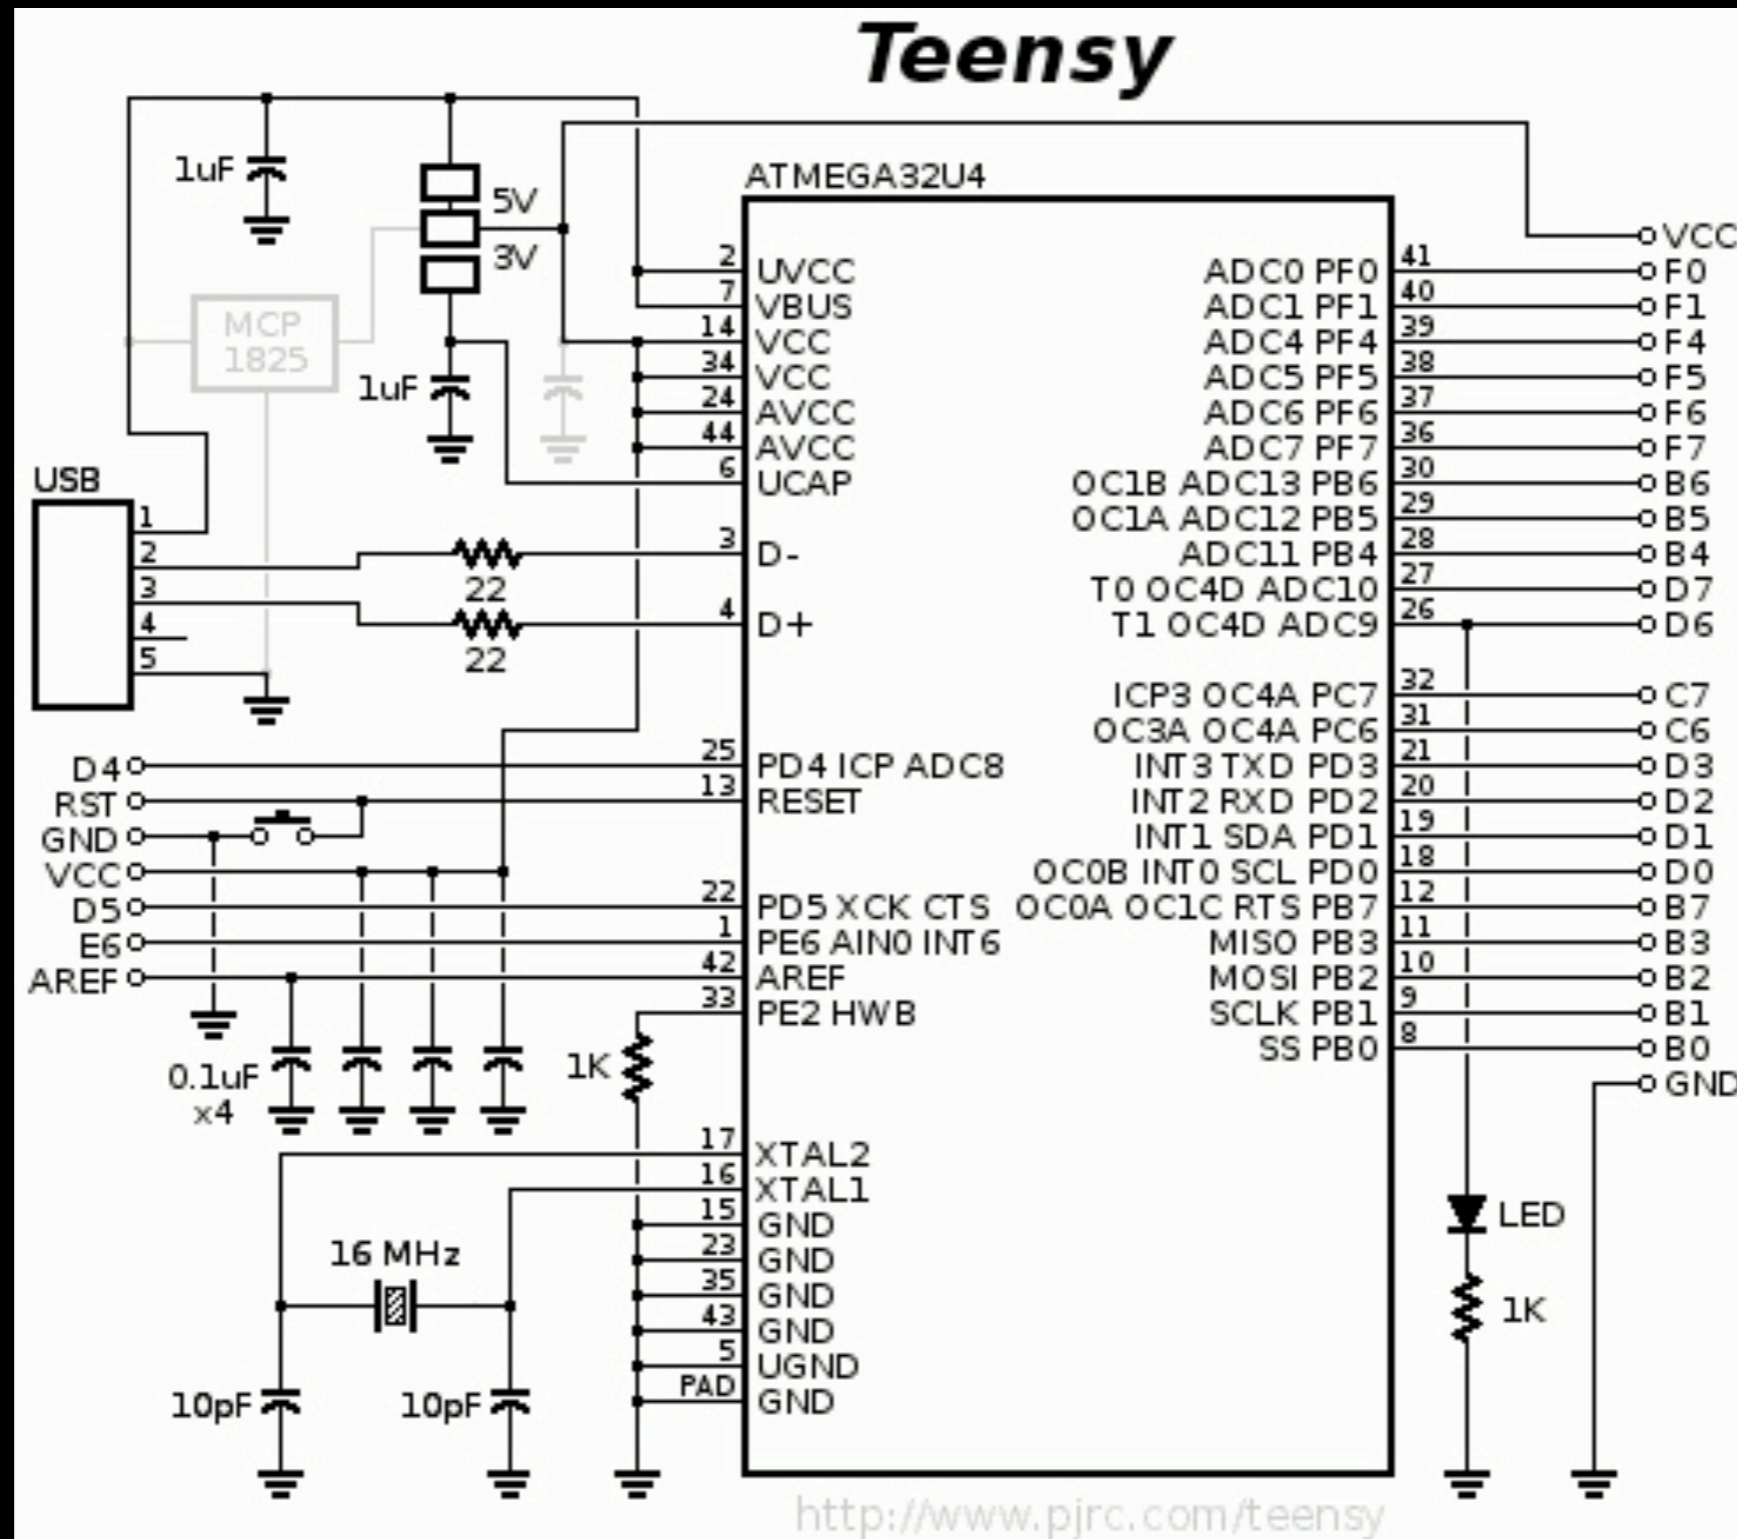 Teensy
ATMEGA32U4
1uF
5V
3V
MCP
1825
1uF
USB
1
2
3
4
5
22
22
2 UVCC
7 VBUS
14 VCC
34 VCC
24 AVCC
44 AVCC
6 UCAP
3 D-
4 D+
D4 25 PD4 ICP ADC8
RST 13 RESET
GND
VCC
D5 22 PD5 XCK CTS
E6 1 PE6 AIN0 INT6
AREF 42 AREF
33 PE2 HWB
0.1uF
x4
1K
17 XTAL2
16 XTAL1
15 GND
23 GND
35 GND
43 GND
5 UGND
PAD GND
16 MHz
10pF
10pF
VCC
ADC0 PF0 41 F0
ADC1 PF1 40 F1
ADC4 PF4 39 F4
ADC5 PF5 38 F5
ADC6 PF6 37 F6
ADC7 PF7 36 F7
OC1B ADC13 PB6 30 B6
OC1A ADC12 PB5 29 B5
ADC11 PB4 28 B4
T0 OC4D ADC10 27 D7
T1 OC4D ADC9 26 D6
ICP3 OC4A PC7 32 C7
OC3A OC4A PC6 31 C6
INT3 TXD PD3 21 D3
INT2 RXD PD2 20 D2
INT1 SDA PD1 19 D1
OC0B INT0 SCL PD0 18 D0
OC0A OC1C RTS PB7 12 B7
MISO PB3 11 B3
MOSI PB2 10 B2
SCLK PB1 9 B1
SS PB0 8 B0
GND
LED
1K
http://www.pjrc.com/teensy